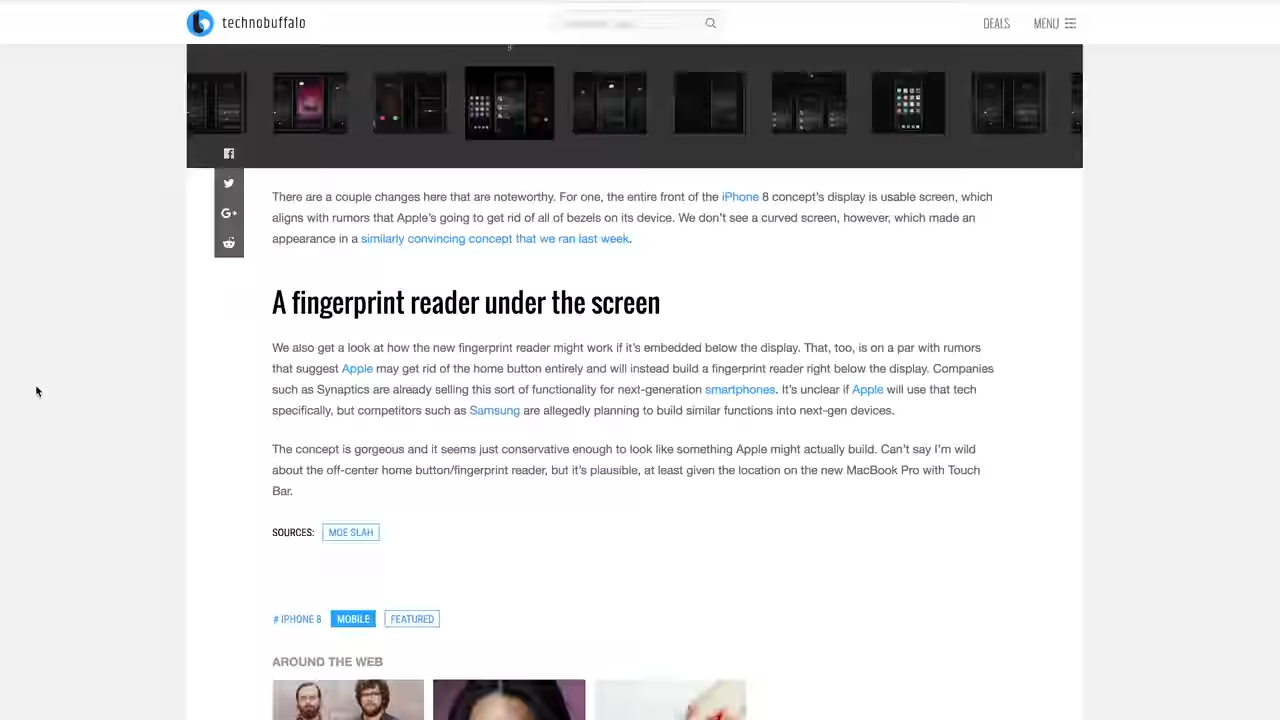 technobuffalo
DEALS
MENU
There are a couple changes here that are noteworthy. For one, the entire front of the iPhone 8 concept's display is usable screen, which
aligns with rumors that Apple's going to get rid of all of bezels on its device. We don't see a curved screen, however, which made an
appearance in a similarly convincing concept that we ran last week.
A fingerprint reader under the screen
We also get a look at how the new fingerprint reader might work if it's embedded below the display. That, too, is on a par with rumors
that suggest Apple may get rid of the home button entirely and will instead build a fingerprint reader right below the display. Companies
such as Synaptics are already selling this sort of functionality for next-generation smartphones. It's unclear if Apple will use that tech
specifically, but competitors such as Samsung are allegedly planning to build similar functions into next-gen devices.
The concept is gorgeous and it seems just conservative enough to look like something Apple might actually build. Can't say I'm wild
about the off-center home button/fingerprint reader, but it's plausible, at least given the location on the new MacBook Pro with Touch
Bar.
SOURCES: MOE SLAH
# IPHONE 8 MOBILE FEATURED
AROUND THE WEB